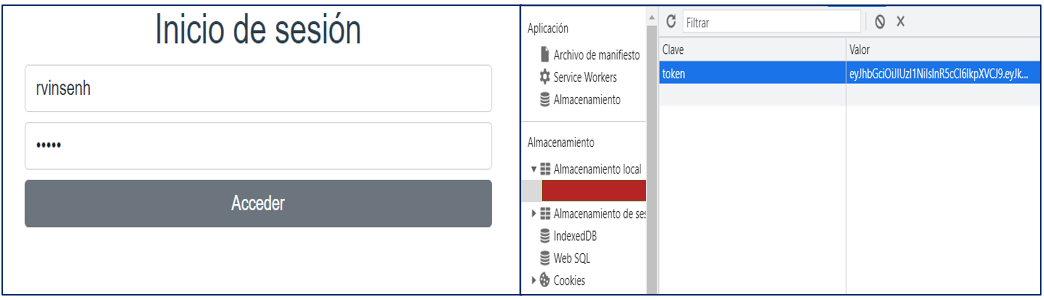 Inicio de sesión
rvinsenh
•••••
Acceder
Aplicación
Archivo de manifiesto
Service Workers
Almacenamiento
Almacenamiento
Almacenamiento local
Almacenamiento de ses
IndexedDB
Web SQL
Cookies
Filtrar
Clave Valor
token eyJhbGciOiJIUzI1NiIsInR5cCI6IkpXVCJ9.eyJk...